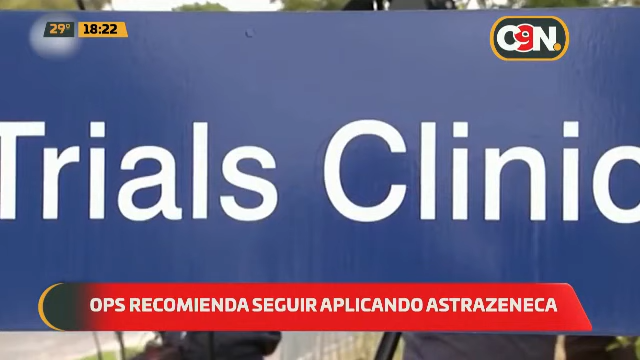 29° 18:22
C9N.
Trials Clinic
OPS RECOMIENDA SEGUIR APLICANDO ASTRAZENECA